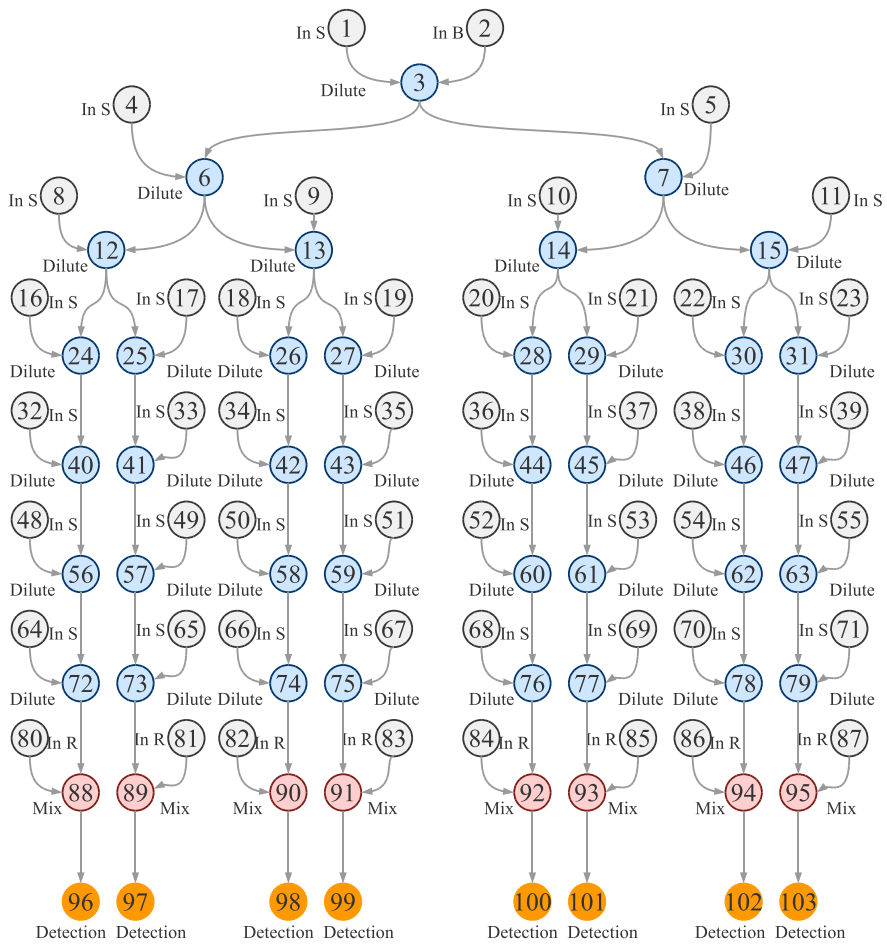 In S 1 In B 2
3
Dilute
In S 4 5 In S
6 7
Dilute Dilute
In S 8 In S 9 In S 10 11 In S
12 13 14 15
Dilute Dilute Dilute Dilute
16 In S In S 17 18 In S In S 19 20 In S In S 21 22 In S In S 23
24 25 26 27 28 29 30 31
Dilute Dilute Dilute Dilute Dilute Dilute Dilute Dilute
32 In S In S 33 34 In S In S 35 36 In S In S 37 38 In S In S 39
40 41 42 43 44 45 46 47
Dilute Dilute Dilute Dilute Dilute Dilute Dilute Dilute
48 In S In S 49 50 In S In S 51 52 In S In S 53 54 In S In S 55
56 57 58 59 60 61 62 63
Dilute Dilute Dilute Dilute Dilute Dilute Dilute Dilute
64 In S In S 65 66 In S In S 67 68 In S In S 69 70 In S In S 71
72 73 74 75 76 77 78 79
Dilute Dilute Dilute Dilute Dilute Dilute Dilute Dilute
80 In R In R 81 82 In R In R 83 84 In R In R 85 86 In R In R 87
88 89 90 91 92 93 94 95
Mix Mix Mix Mix Mix Mix Mix Mix
96 97 98 99 100 101 102 103
Detection Detection Detection Detection Detection Detection Detection Detection